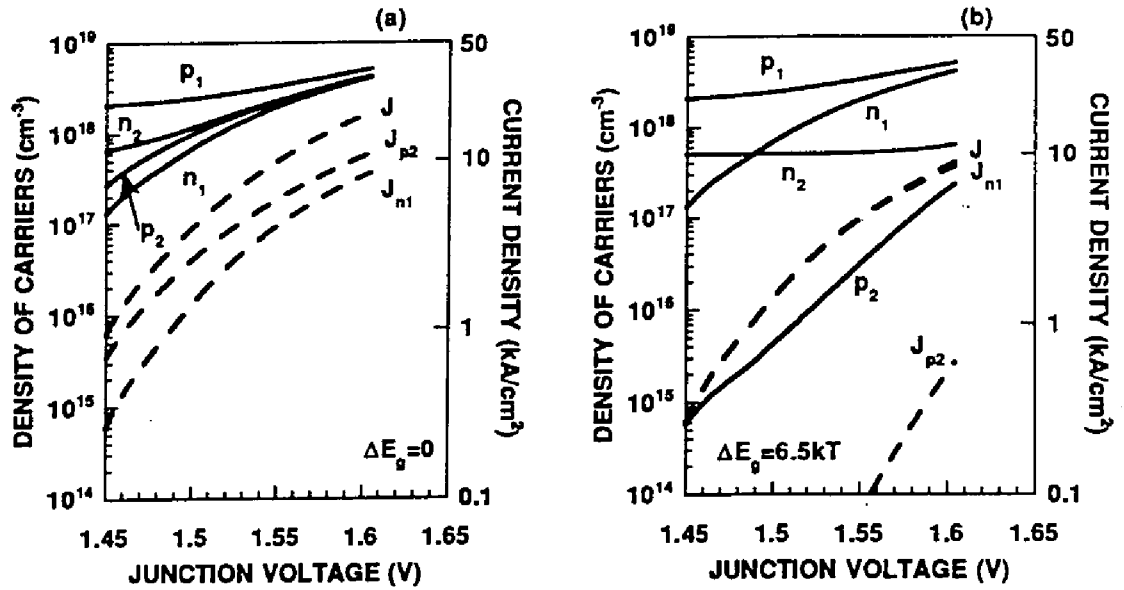 (a)
10¹⁹
10¹⁸
10¹⁷
10¹⁶
10¹⁵
10¹⁴
DENSITY OF CARRIERS (cm⁻³)
p₁
n₂
n₁
p₂
J
Jₚ₂
Jₙ₁
ΔE_g=0
50
10
1
0.1
CURRENT DENSITY (kA/cm²)
1.45 1.5 1.55 1.6 1.65
JUNCTION VOLTAGE (V)
(b)
10¹⁹
10¹⁸
10¹⁷
10¹⁶
10¹⁵
10¹⁴
DENSITY OF CARRIERS (cm⁻³)
p₁
n₁
n₂
J
Jₙ₁
p₂
Jₚ₂
ΔE_g=6.5kT
50
10
1
0.1
CURRENT DENSITY (kA/cm²)
1.45 1.5 1.55 1.6 1.65
JUNCTION VOLTAGE (V)